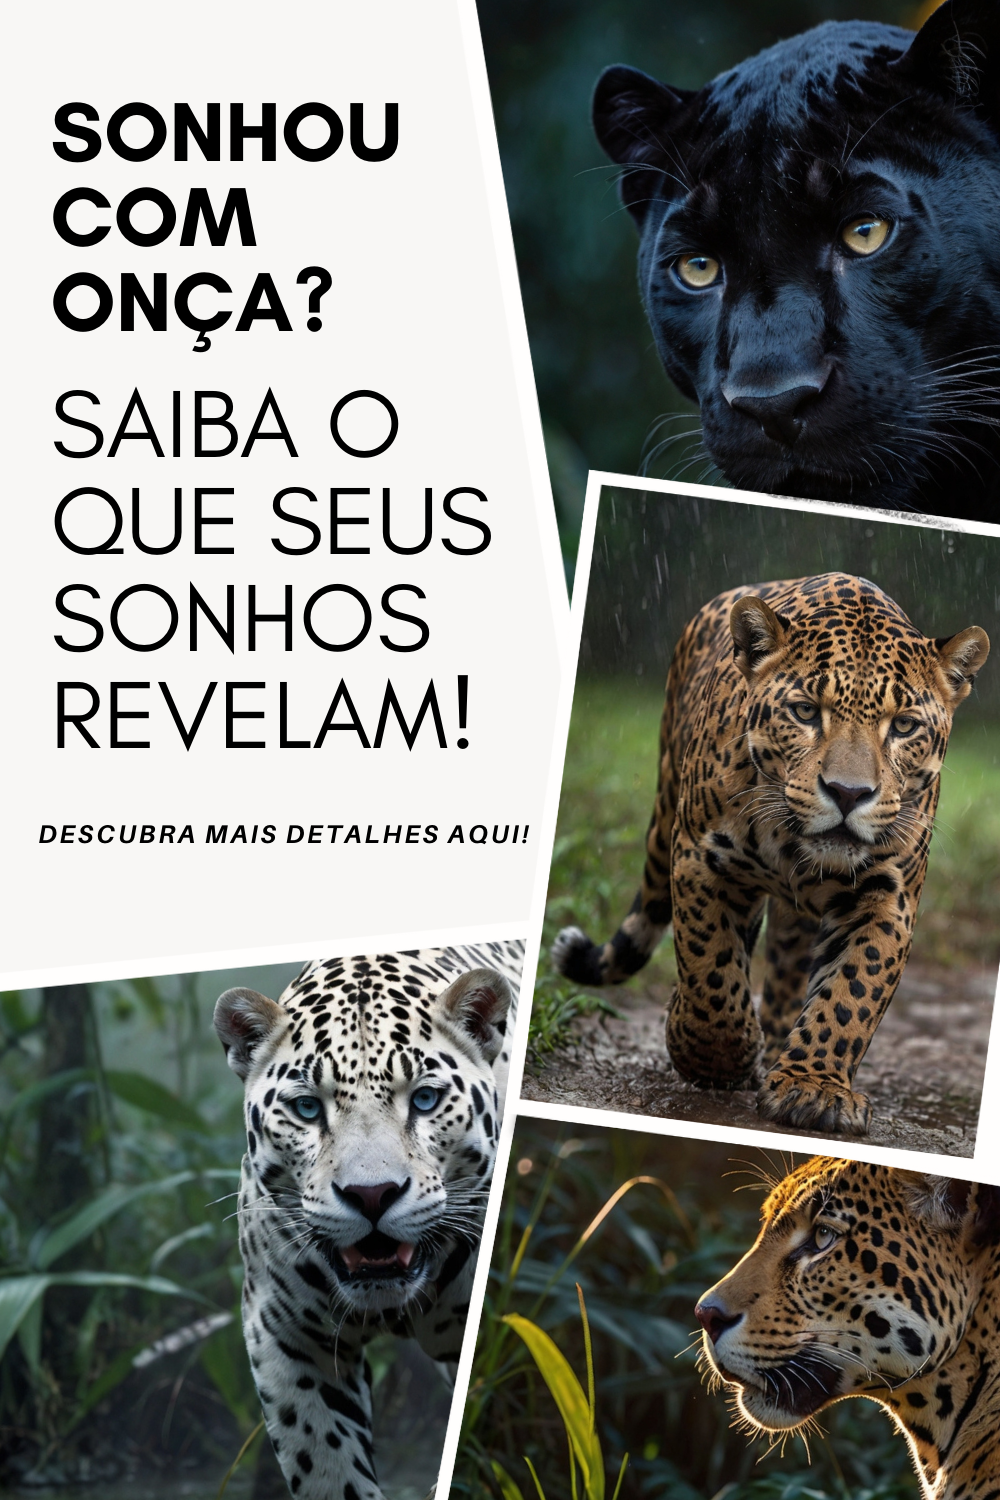 SONHOU
COM
ONÇA?
SAIBA O
QUE SEUS
SONHOS
REVELAM!
DESCUBRA MAIS DETALHES AQUI!